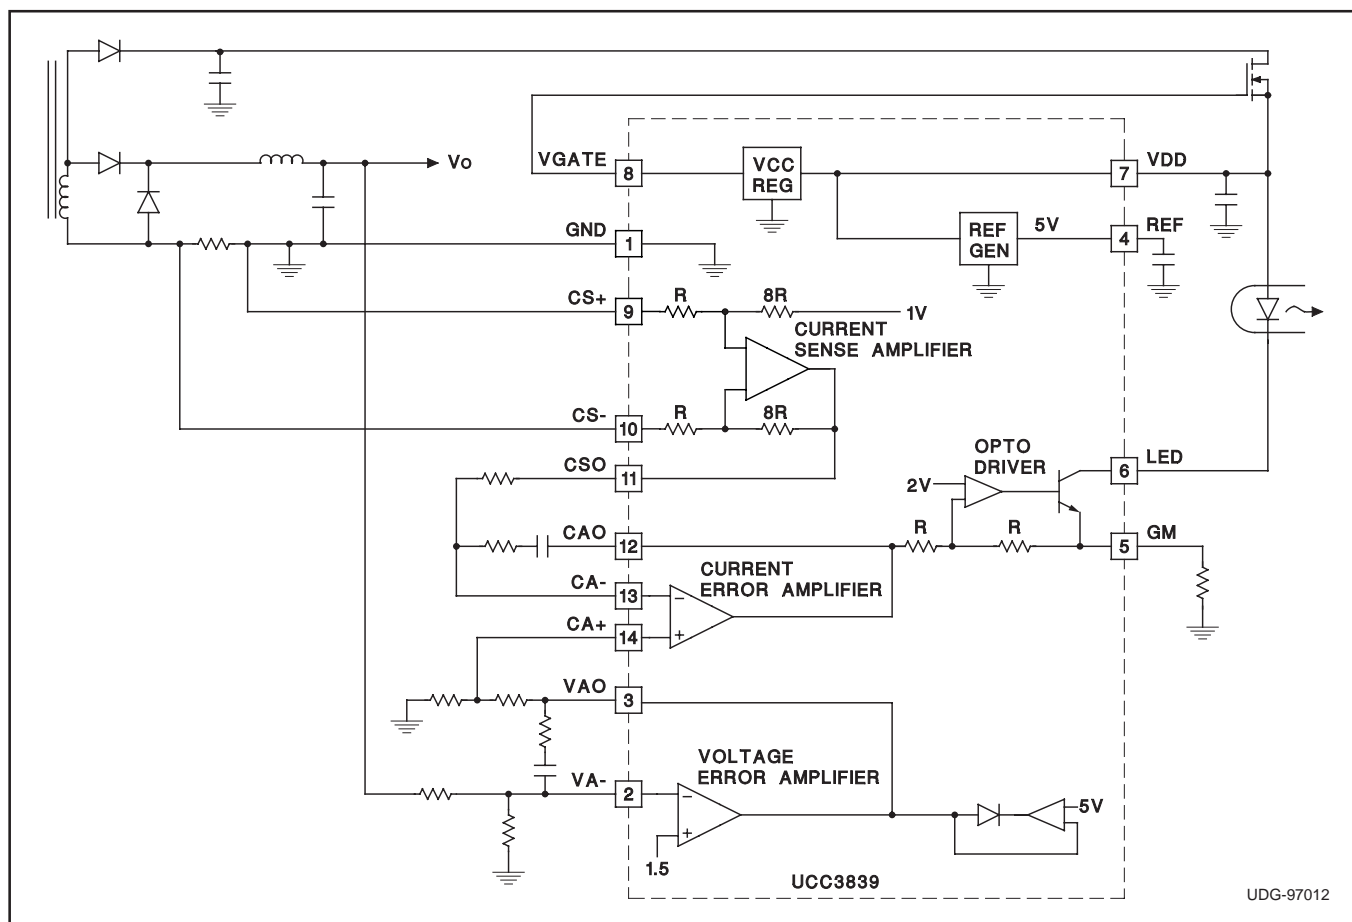 Vo
VGATE
8
VCC
REG
7
VDD
GND
1
REF
GEN
5V
4
REF
CS+
9
R
8R
1V
CURRENT
SENSE AMPLIFIER
CS-
10
R
8R
CSO
11
OPTO
DRIVER
2V
6
LED
CAO
12
R
R
5
GM
CA-
13
CURRENT
ERROR AMPLIFIER
−
CA+
14
+
VAO
3
VOLTAGE
ERROR AMPLIFIER
VA-
2
−
+
5V
1.5
UCC3839
UDG-97012